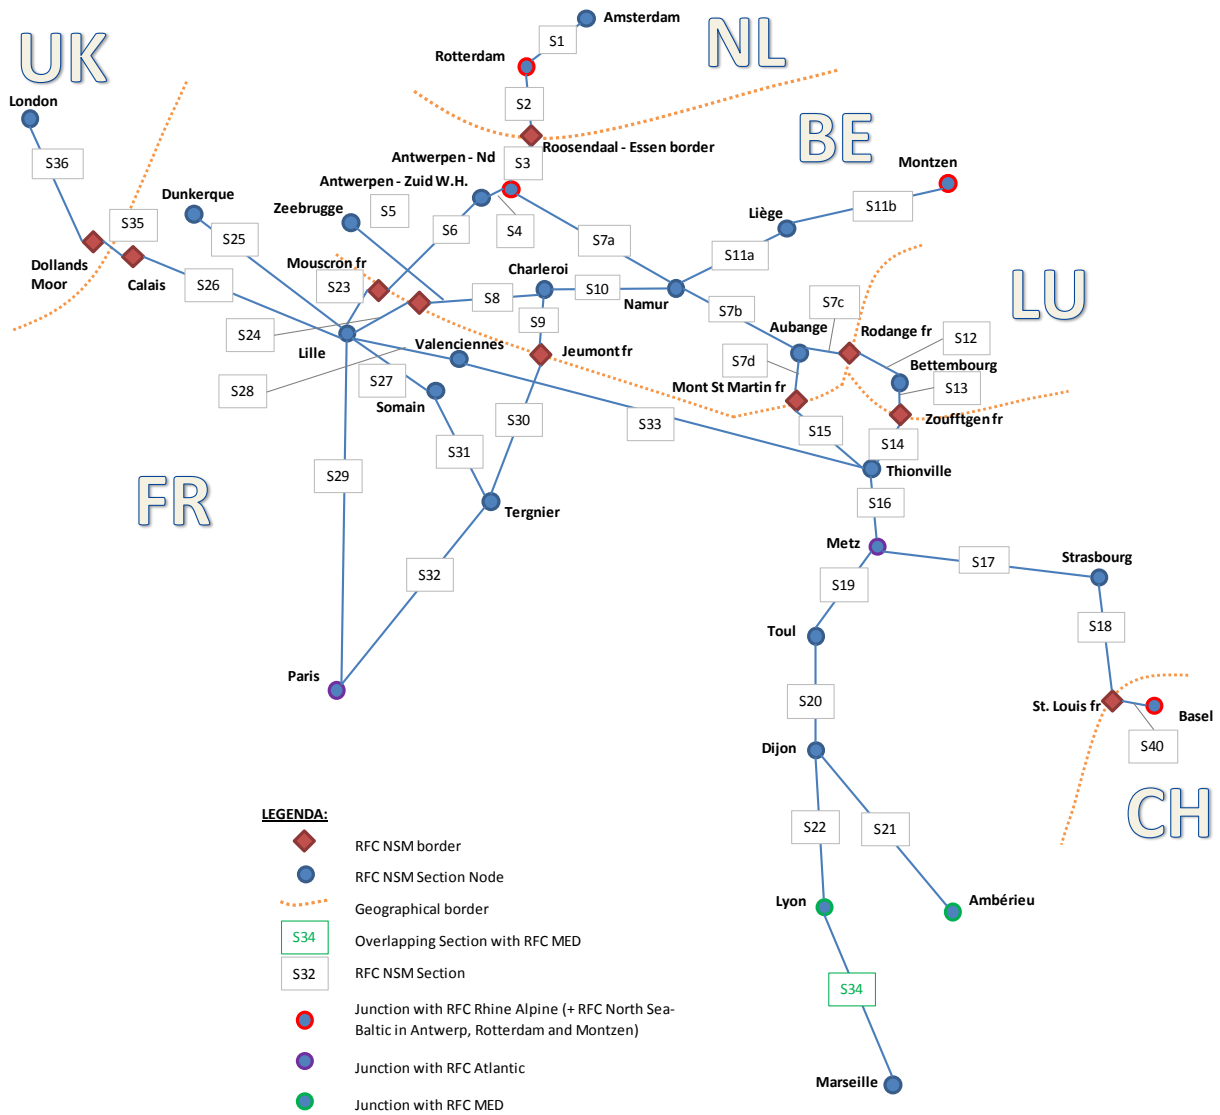 Amsterdam
NL
UK
S1
Rotterdam
London
S2
BE
Roosendaal - Essen border
S36
Antwerpen - Nd
S3
Montzen
Antwerpen - Zuid W.H.
Dunkerque
Zeebrugge
S5
S11b
S35
S25
S6
S4
S7a
Liège
S11a
Dollands
Moor
Calais
S26
Mouscron fr
S23
Charleroi
S8
S10
Namur
S7c
LU
S7b
S24
S9
Aubange
Rodange fr
S12
Lille
Valenciennes
Jeumont fr
S7d
Bettembourg
S28
S27
Somain
Mont St Martin fr
S13
S30
S33
Zoufftgen fr
S15
S14
S31
FR
S29
Thionville
S16
Tergnier
Metz
S17
Strasbourg
S32
S19
Toul
S18
Paris
S20
St. Louis fr
Basel
Dijon
S40
CH
LEGENDA:
S22
S21
RFC NSM border
RFC NSM Section Node
Lyon
Ambérieu
Geographical border
S34
Overlapping Section with RFC MED
S32
RFC NSM Section
S34
Junction with RFC Rhine Alpine (+ RFC North Sea-
Baltic in Antwerp, Rotterdam and Montzen)
Junction with RFC Atlantic
Marseille
Junction with RFC MED